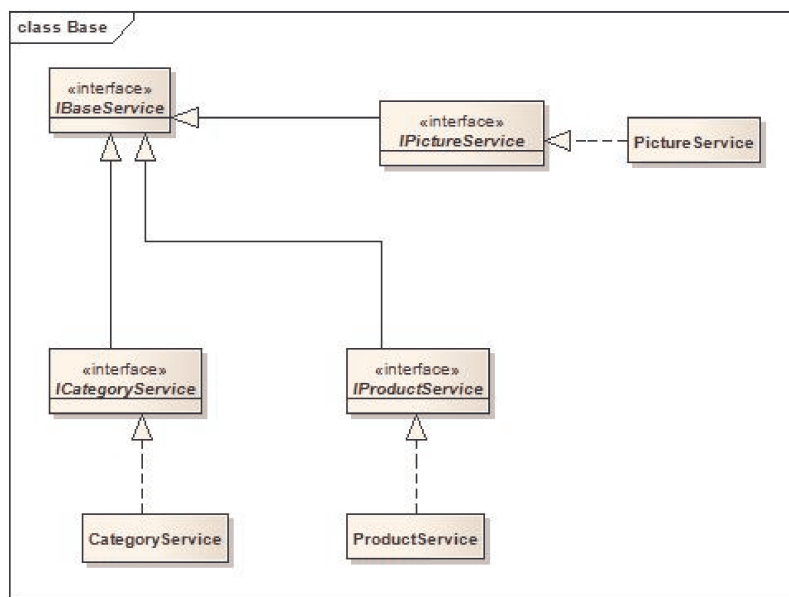 class Base
«interface»
IBaseService
«interface»
IPictureService
PictureService
«interface»
ICategoryService
«interface»
IProductService
CategoryService
ProductService